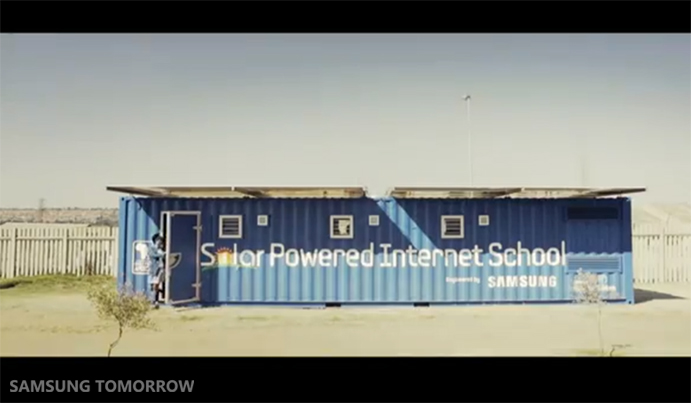 Solar Powered Internet School
SAMSUNG
SAMSUNG TOMORROW